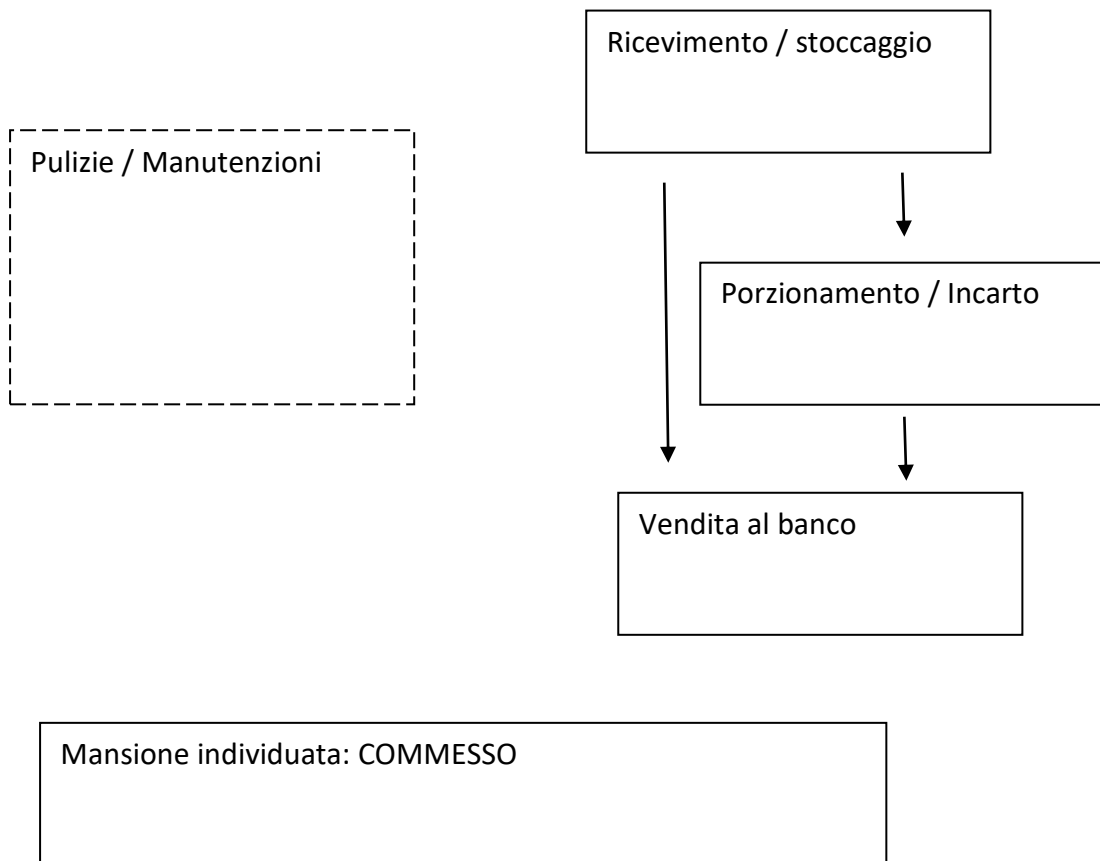 Ricevimento / stoccaggio
Pulizie / Manutenzioni
Porzionamento / Incarto
Vendita al banco
Mansione individuata: COMMESSO